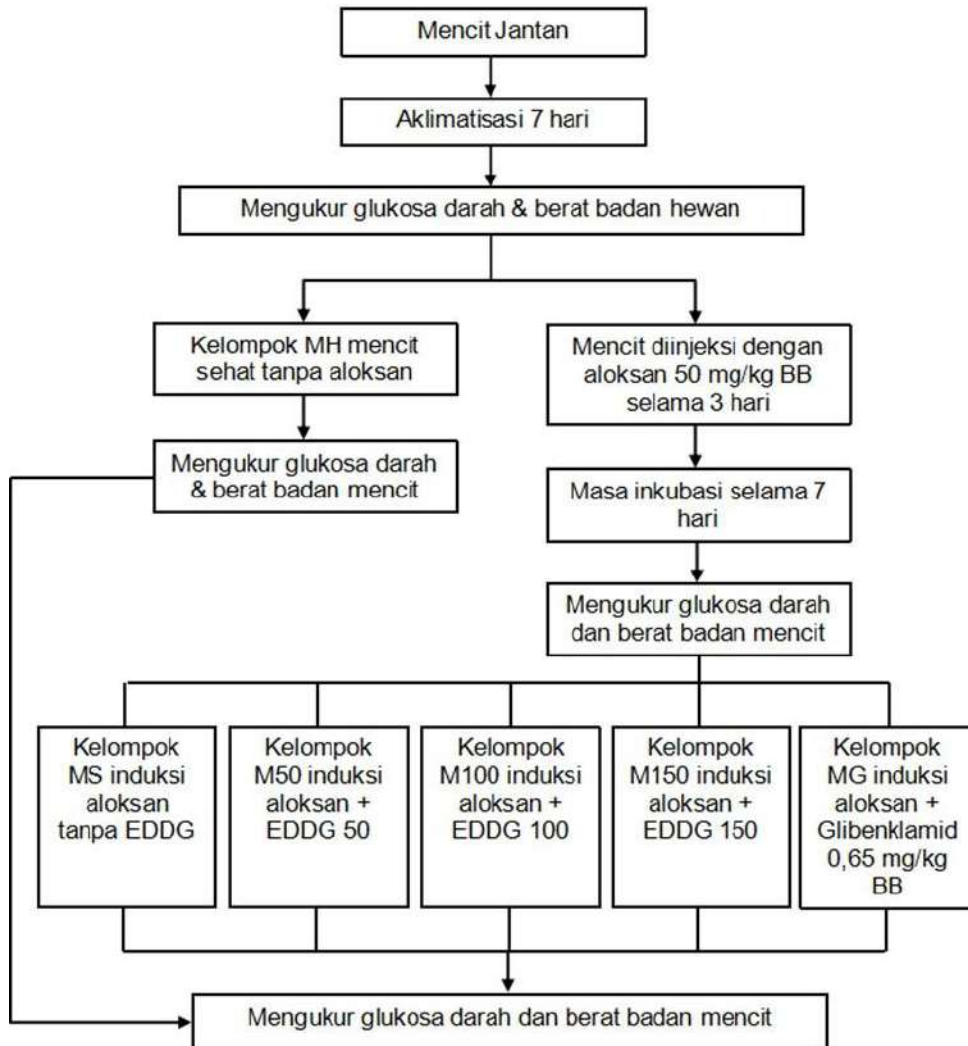 Mencit Jantan
Aklimatisasi 7 hari
Mengukur glukosa darah & berat badan hewan
Kelompok MH mencit
sehat tanpa aloksan
Mengukur glukosa darah
& berat badan mencit
Mencit diinjeksi dengan
aloksan 50 mg/kg BB
selama 3 hari
Masa inkubasi selama 7
hari
Mengukur glukosa darah
dan berat badan mencit
Kelompok
MS induksi
aloksan
tanpa EDDG
Kelompok
M50 induksi
aloksan +
EDDG 50
Kelompok
M100 induksi
aloksan +
EDDG 100
Kelompok
M150 induksi
aloksan +
EDDG 150
Kelompok
MG induksi
aloksan +
Glibenklamid
0,65 mg/kg
BB
Mengukur glukosa darah dan berat badan mencit